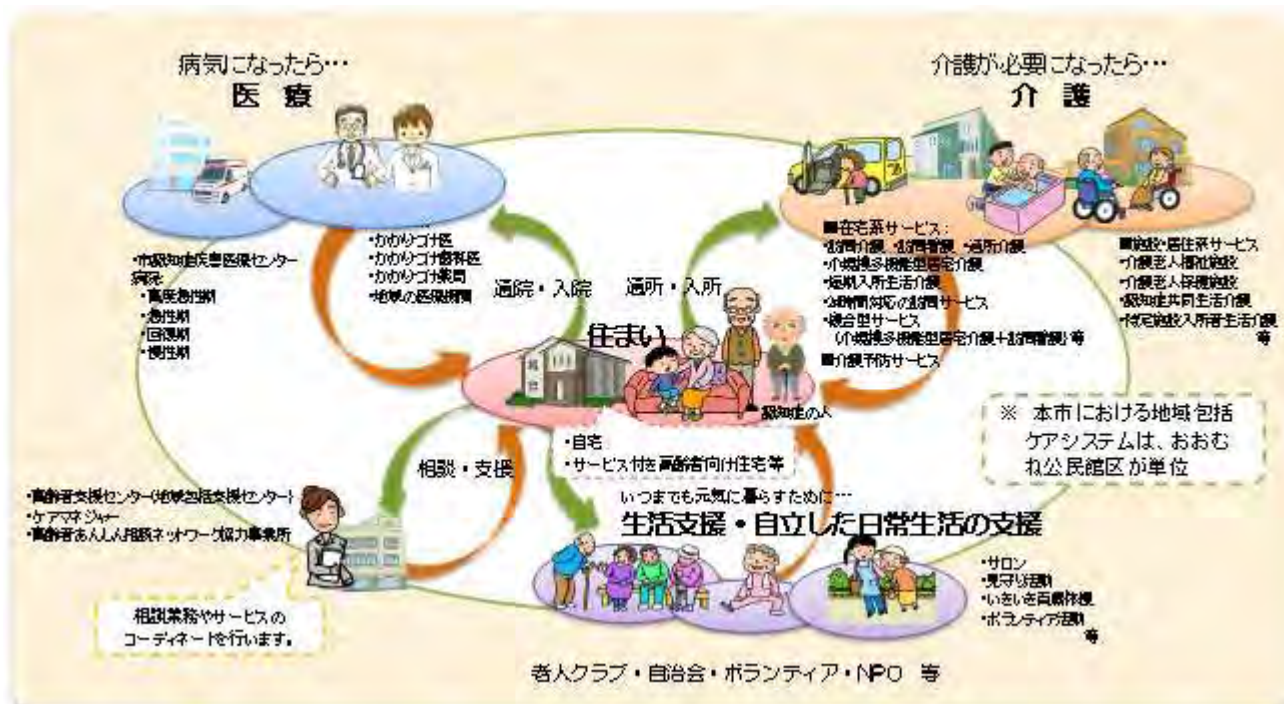 病気になったら…
医 療
介護が必要になったら…
介 護
・かかりつけ医
・かかりつけ歯科医
・かかりつけ薬局
・地域の医療機関
・市認知症疾患医療センター
病院:
・高度急性期
・急性期
・回復期
・慢性期
通院・入院
通所・入所
■在宅系サービス:
・訪問介護 ・訪問看護 ・通所介護
・小規模多機能型居宅介護
・短期入所生活介護
・24時間対応の訪問サービス
・複合型サービス
(小規模多機能型居宅介護+訪問看護) 等
■介護予防サービス
■施設・居住系サービス
・介護老人福祉施設
・介護老人保健施設
・認知症共同生活介護
・特定施設入所者生活介護
等
住まい
認知症の人
・自宅
・サービス付き高齢者向け住宅等
※ 本市における地域包括
ケアシステムは、おおむ
ね公民館区が単位
相談・支援
・高齢者支援センター(地域包括支援センター)
・ケアマネジャー
・高齢者あんしん相談ネットワーク協力事業所
相談業務やサービスの
コーディネートを行います。
いつまでも元気に暮らすために…
生活支援・自立した日常生活の支援
・サロン
・見守り活動
・いきいき百歳体操
・ボランティア活動
等
老人クラブ・自治会・ボランティア・NPO 等